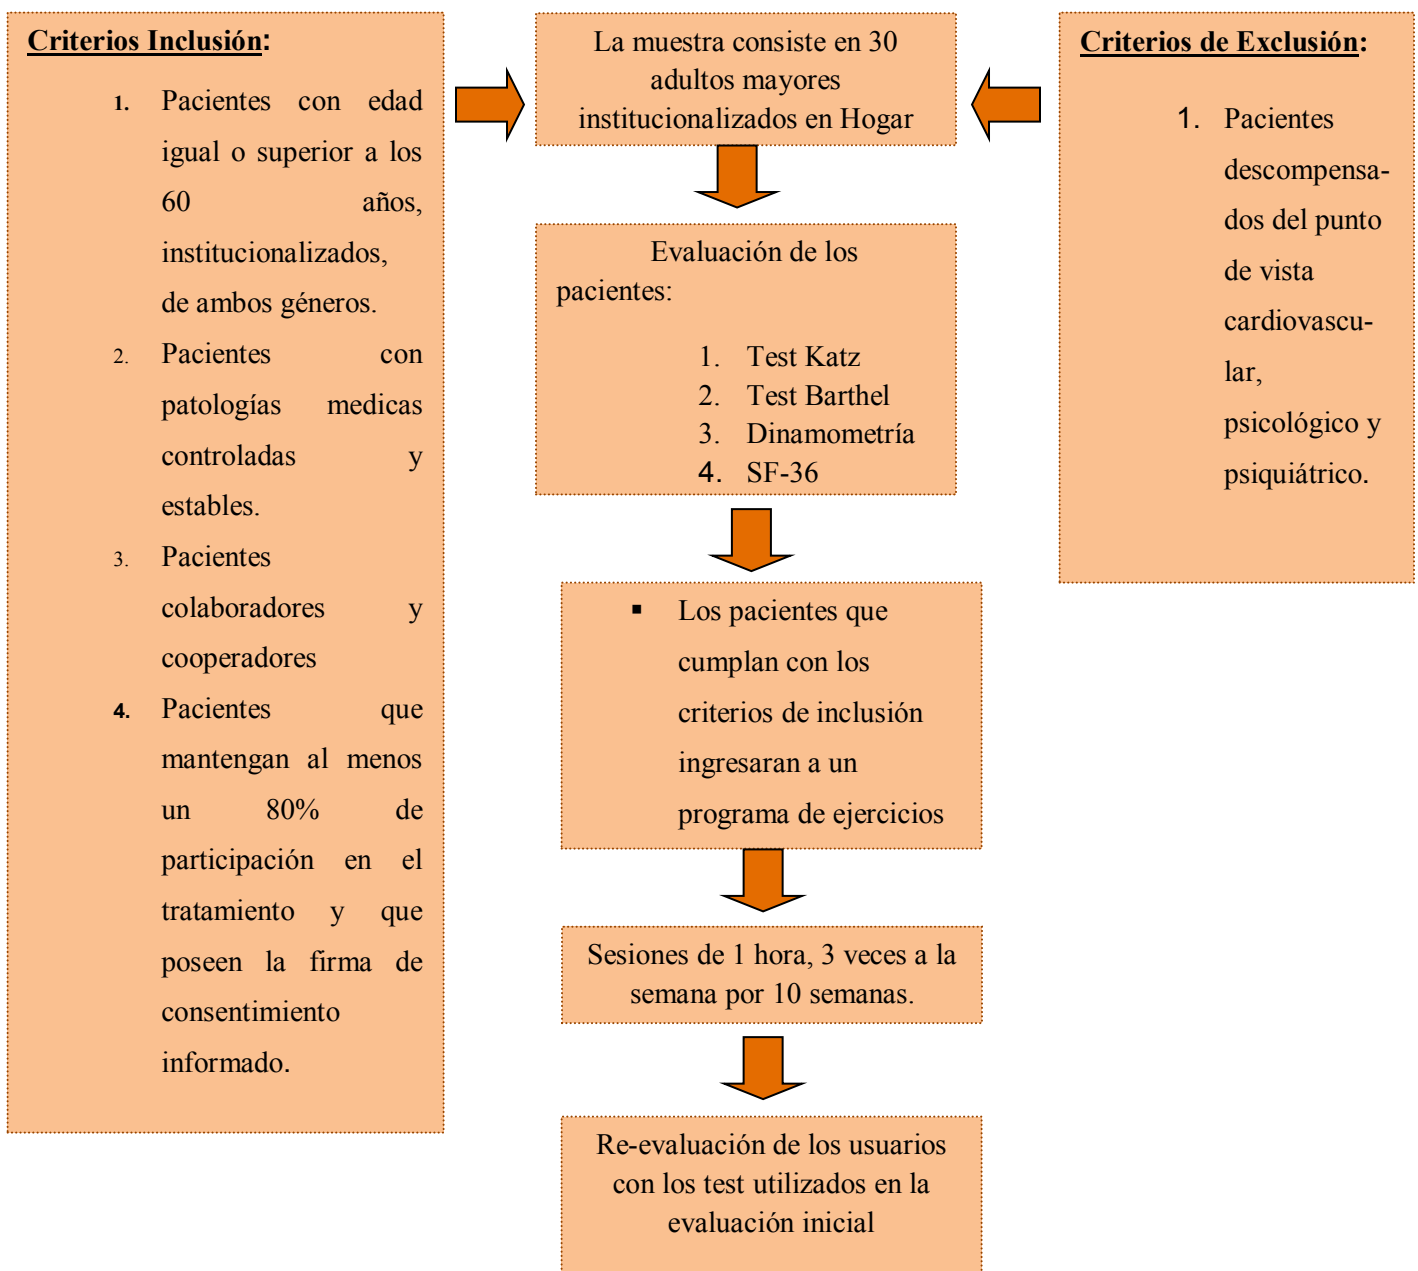 Criterios Inclusión:
1. Pacientes con edad
igual o superior a los
60 años,
institucionalizados,
de ambos géneros.
2. Pacientes con
patologías medicas
controladas y
estables.
3. Pacientes
colaboradores y
cooperadores
4. Pacientes que
mantengan al menos
un 80% de
participación en el
tratamiento y que
poseen la firma de
consentimiento
informado.
La muestra consiste en 30
adultos mayores
institucionalizados en Hogar
Evaluación de los
pacientes:
1. Test Katz
2. Test Barthel
3. Dinamometría
4. SF-36
▪ Los pacientes que
cumplan con los
criterios de inclusión
ingresaran a un
programa de ejercicios
Sesiones de 1 hora, 3 veces a la
semana por 10 semanas.
Re-evaluación de los usuarios
con los test utilizados en la
evaluación inicial
Criterios de Exclusión:
1. Pacientes
descompensa-
dos del punto
de vista
cardiovascu-
lar,
psicológico y
psiquiátrico.